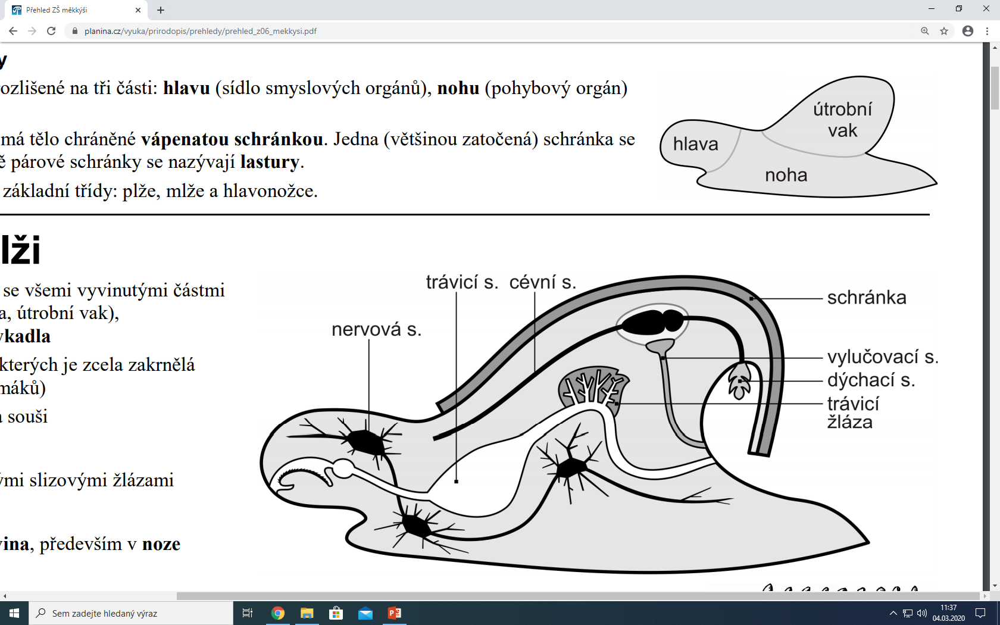 Přehled ZŠ měkkýši
planina.cz/vyuka/prirodopis/prehledy/prehled_z06_mekkysi.pdf
y
ozlišené na tři části: hlavu (sídlo smyslových orgánů), nohu (pohybový orgán)
má tělo chráněné vápenatou schránkou. Jedna (většinou zatočená) schránka se
ě párové schránky se nazývají lastury.
základní třídy: plže, mlže a hlavonožce.
hlava
útrobní
vak
noha
lži
se všemi vyvinutými částmi
a, útrobní vak),
ykadla
kterých je zcela zakrnělá
máků)
a souši
ými slizovými žlázami
vina, především v noze
trávicí s.
cévní s.
nervová s.
schránka
vylučovací s.
dýchací s.
trávicí
žláza
Sem zadejte hledaný výraz
11:37
04.03.2020